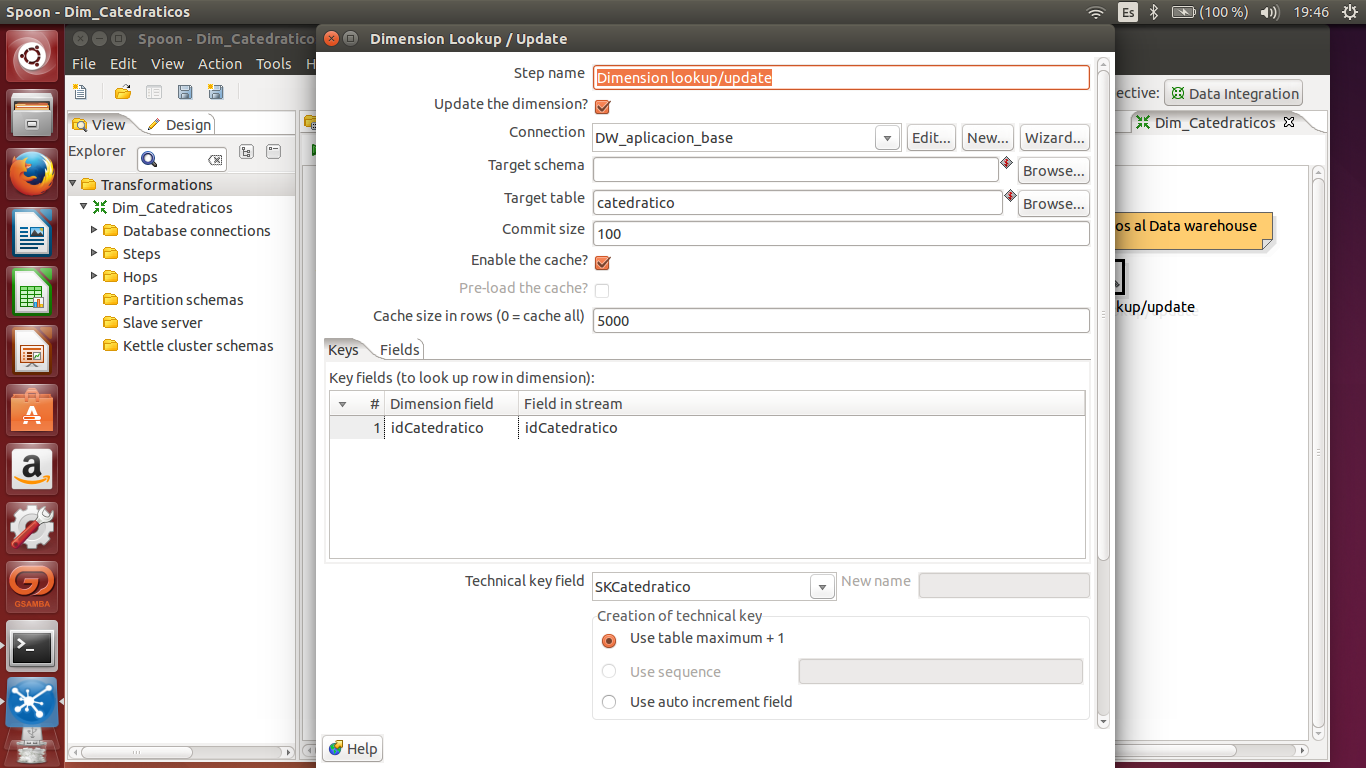 Spoon - Dim_Catedraticos
Es
(100 %)
19:46
Spoon - Dim_Catedratico
Dimension Lookup / Update
File Edit View Action Tools H
View
Design
Explorer
Transformations
Dim_Catedraticos
Database connections
Steps
Hops
Partition schemas
Slave server
Kettle cluster schemas
Step name
Dimension lookup/update
Update the dimension?
Connection
DW_aplicacion_base
Edit...
New...
Wizard...
Target schema
Browse...
Target table
catedratico
Browse...
Commit size
100
Enable the cache?
Pre-load the cache?
Cache size in rows (0 = cache all)
5000
Keys
Fields
Key fields (to look up row in dimension):
# Dimension field Field in stream
1 idCatedratico idCatedratico
Technical key field
SKCatedratico
New name
Creation of technical key
Use table maximum + 1
Use sequence
Use auto increment field
Help
ective:
Data Integration
Dim_Catedraticos
os al Data warehouse
kup/update
GSAMBA